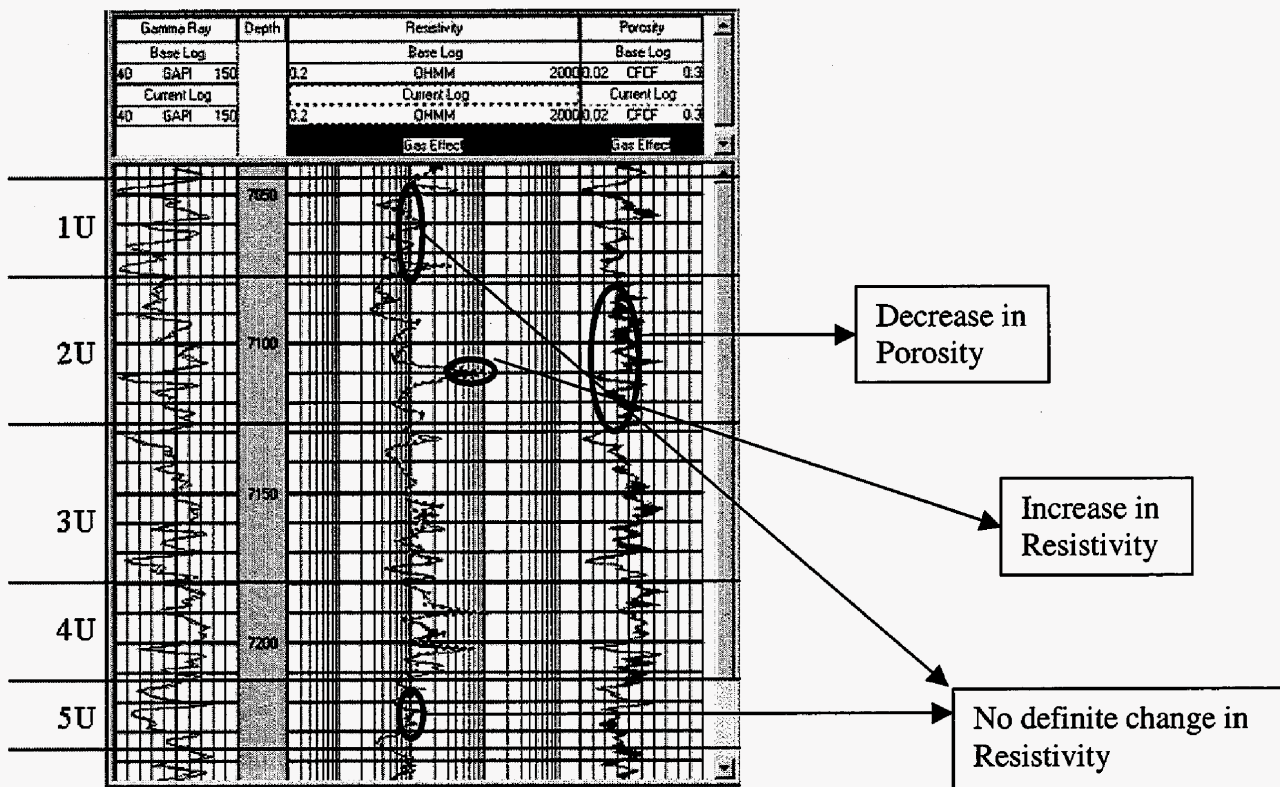 Gamma Ray Depth Resistivity Porosity
Base Log Base Log Base Log
40 GAPI 150 0.2 OHMM 2000 0.02 CFCF 0.3
Current Log Current Log Current Log
40 GAPI 150 0.2 OHMM 2000 0.02 CFCF 0.3
Gas Effect Gas Effect
7050
1U
2U
7100
Decrease in
Porosity
7150
3U
Increase in
Resistivity
4U
7200
5U
No definite change in
Resistivity